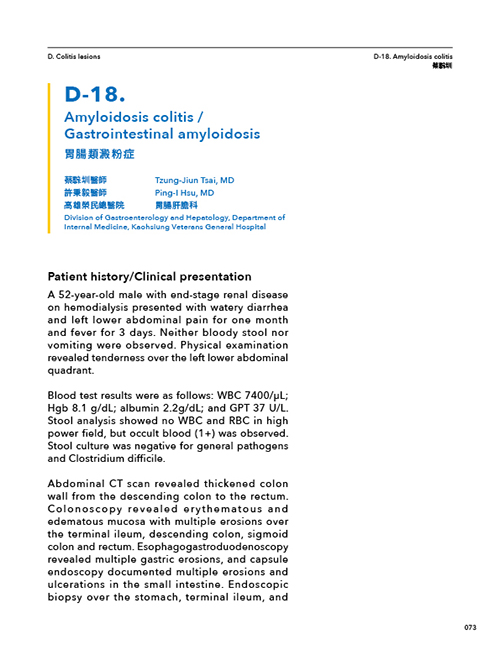 D. Colitis lesions
D-18. Amyloidosis colitis
蔡騌圳
D-18.
Amyloidosis colitis /
Gastrointestinal amyloidosis
胃腸類澱粉症
蔡騌圳醫師 Tzung-Jiun Tsai, MD
許秉毅醫師 Ping-I Hsu, MD
高雄榮民總醫院 胃腸肝膽科
Division of Gastroenterology and Hepatology, Department of
Internal Medicine, Kaohsiung Veterans General Hospital
Patient history/Clinical presentation
A 52-year-old male with end-stage renal disease
on hemodialysis presented with watery diarrhea
and left lower abdominal pain for one month
and fever for 3 days. Neither bloody stool nor
vomiting were observed. Physical examination
revealed tenderness over the left lower abdominal
quadrant.
Blood test results were as follows: WBC 7400/μL;
Hgb 8.1 g/dL; albumin 2.2g/dL; and GPT 37 U/L.
Stool analysis showed no WBC and RBC in high
power field, but occult blood (1+) was observed.
Stool culture was negative for general pathogens
and Clostridium difficile.
Abdominal CT scan revealed thickened colon
wall from the descending colon to the rectum.
Colonoscopy revealed erythematous and
edematous mucosa with multiple erosions over
the terminal ileum, descending colon, sigmoid
colon and rectum. Esophagogastroduodenoscopy
revealed multiple gastric erosions, and capsule
endoscopy documented multiple erosions and
ulcerations in the small intestine. Endoscopic
biopsy over the stomach, terminal ileum, and
073